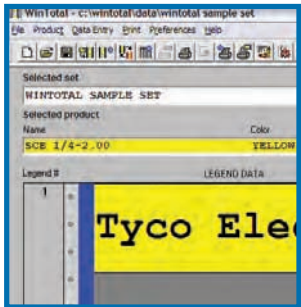 WinTotal - c:\wintotal\data\wintotal sample set
File Product Data Entry Print Preferences Help
Selected set
WINTOTAL SAMPLE SET
Selected product
Name Color
SCE 1/4-2.00 YELLOW
Legend # LEGEND DATA
1
Tyco Ele